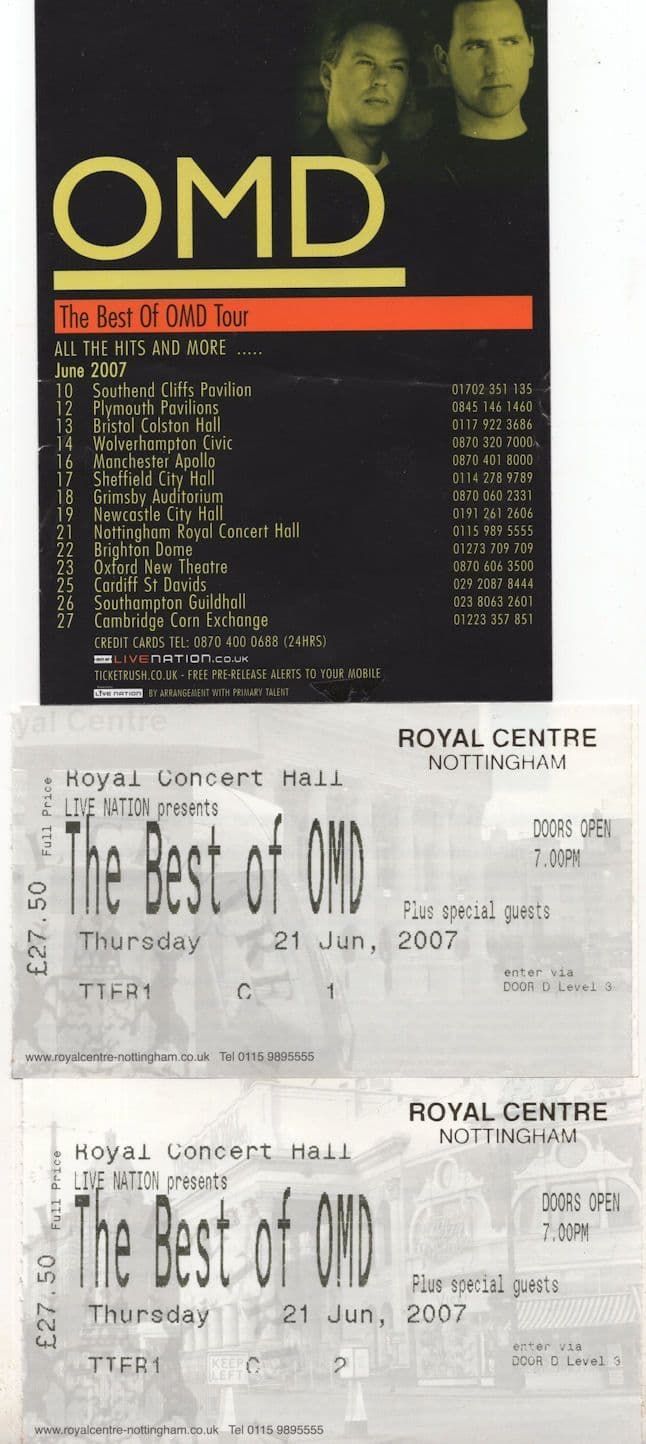 OMD
The Best Of OMD Tour
ALL THE HITS AND MORE .....
June 2007
10 Southend Cliffs Pavilion 01702 351 135
12 Plymouth Pavilions 0845 146 1460
13 Bristol Colston Hall 0117 922 3686
14 Wolverhampton Civic 0870 320 7000
16 Manchester Apollo 0870 401 8000
17 Sheffield City Hall 0114 278 9789
18 Grimsby Auditorium 0870 060 2331
19 Newcastle City Hall 0191 261 2606
21 Nottingham Royal Concert Hall 0115 989 5555
22 Brighton Dome 01273 709 709
23 Oxford New Theatre 0870 606 3500
25 Cardiff St Davids 029 2087 8444
26 Southampton Guildhall 023 8063 2601
27 Cambridge Corn Exchange 01223 357 851
CREDIT CARDS TEL: 0870 400 0688 (24HRS)
LIVENATION.CO.UK
TICKETRUSH.CO.UK - FREE PRE-RELEASE ALERTS TO YOUR MOBILE
LIVE NATION BY ARRANGEMENT WITH PRIMARY TALENT
yal Centre
ROYAL CENTRE
NOTTINGHAM
Royal Concert Hall
LIVE NATION presents
The Best of OMD
DOORS OPEN
7.00PM
Plus special guests
Thursday 21 Jun, 2007
enter via
DOOR D Level 3
TTFR1 C 1
£27.50 Full Price
www.royalcentre-nottingham.co.uk Tel 0115 9895555
ROYAL CENTRE
NOTTINGHAM
Royal Concert Hall
LIVE NATION presents
The Best of OMD
DOORS OPEN
7.00PM
Plus special guests
Thursday 21 Jun, 2007
enter via
DOOR D Level 3
TTFR1 C 2
KEEP
LEFT
£27.50 Full Price
www.royalcentre-nottingham.co.uk Tel 0115 9895555